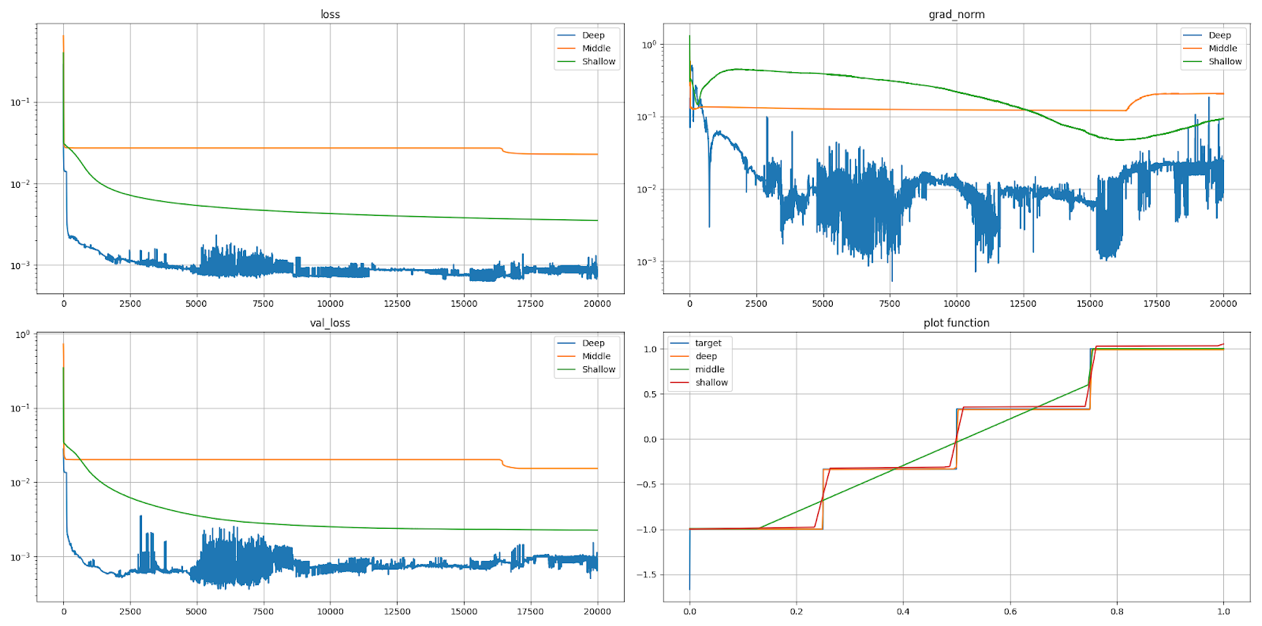 loss
10⁻¹
10⁻²
10⁻³
0 2500 5000 7500 10000 12500 15000 17500 20000
Deep
Middle
Shallow
grad_norm
10⁰
10⁻¹
10⁻²
10⁻³
0 2500 5000 7500 10000 12500 15000 17500 20000
Deep
Middle
Shallow
val_loss
10⁰
10⁻¹
10⁻²
10⁻³
0 2500 5000 7500 10000 12500 15000 17500 20000
Deep
Middle
Shallow
plot function
1.0
0.5
0.0
−0.5
−1.0
−1.5
0.0 0.2 0.4 0.6 0.8 1.0
target
deep
middle
shallow